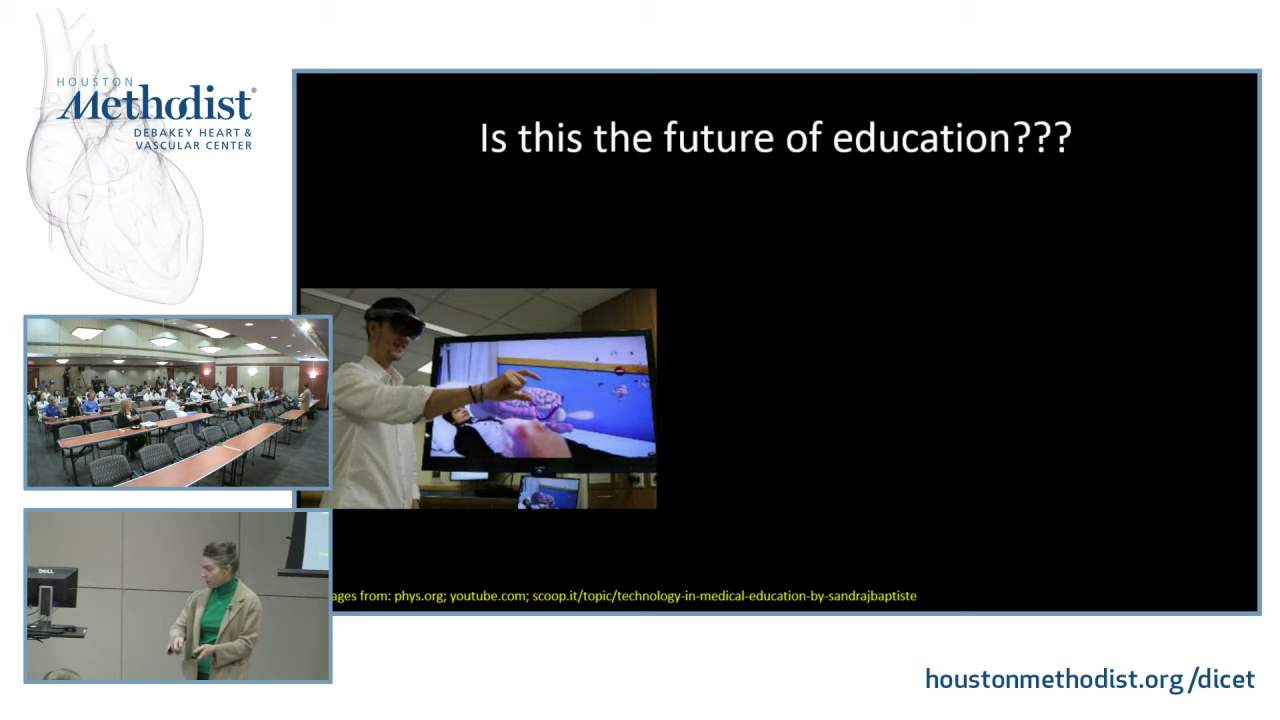 HOUSTON
Methodist®
DEBAKEY HEART &
VASCULAR CENTER
Is this the future of education???
DELL
ages from: phys.org; youtube.com; scoop.it/topic/technology-in-medical-education-by-sandrajbaptiste
houstonmethodist.org/dicet